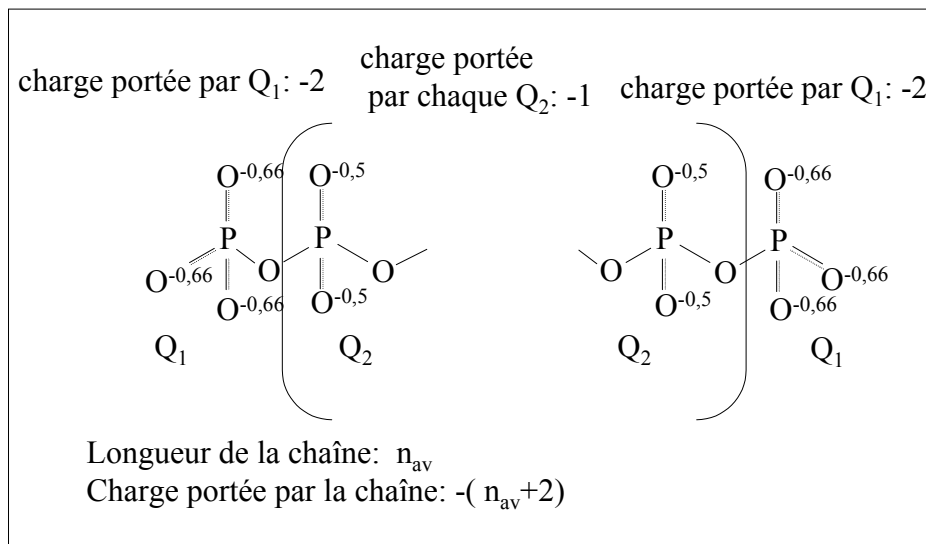 charge portée par Q₁: -2
charge portée
par chaque Q₂: -1
charge portée par Q₁: -2
O⁻⁰,⁶⁶ O⁻⁰,⁵ O⁻⁰,⁵ O⁻⁰,⁶⁶
P O P O O P O P
O⁻⁰,⁶⁶ O⁻⁰,⁶⁶ O⁻⁰,⁵ O⁻⁰,⁵ O⁻⁰,⁶⁶ O⁻⁰,⁶⁶
Q₁ Q₂ Q₂ Q₁
Longueur de la chaîne: n_av
Charge portée par la chaîne: -( n_av+2)